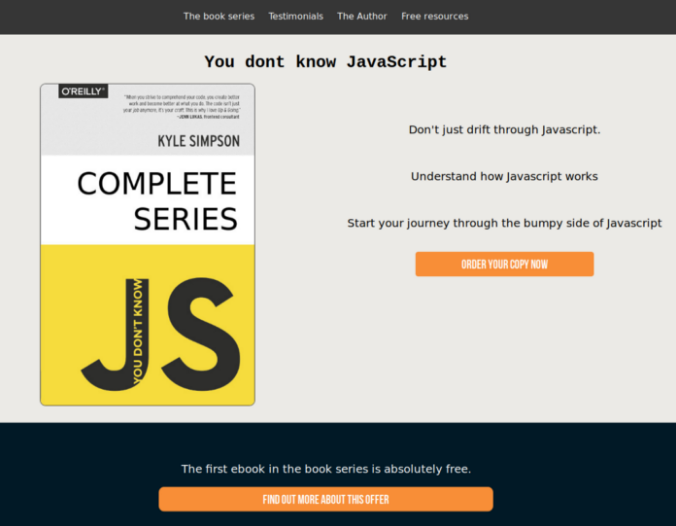 The book series Testimonials The Author Free resources
You dont know JavaScript
O'REILLY®
"When you strive to comprehend your code, you create better
work and become better at what you do. The code isn't just
your job anymore, it's your craft. This is why I love Up & Going."
—JENN LUKAS, Frontend consultant
KYLE SIMPSON
COMPLETE
SERIES
YOU DON'T KNOW
JS
Don't just drift through Javascript.
Understand how Javascript works
Start your journey through the bumpy side of Javascript
ORDER YOUR COPY NOW
The first ebook in the book series is absolutely free.
FIND OUT MORE ABOUT THIS OFFER